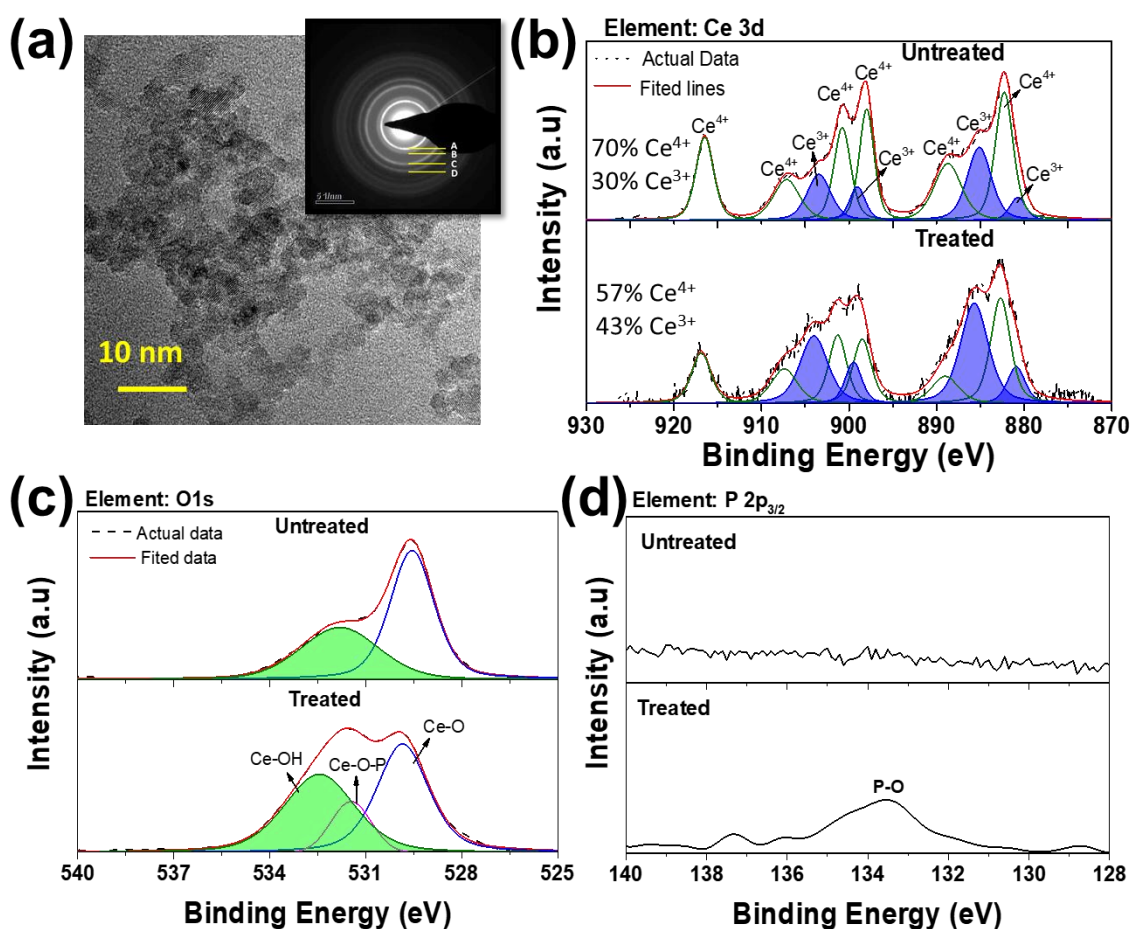 (a)
A
B
C
D
5 1/nm
10 nm
(b)
Element: Ce 3d
Untreated
Actual Data
Fited lines
70% Ce⁴⁺
30% Ce³⁺
Ce⁴⁺
Ce⁴⁺
Ce³⁺
Ce⁴⁺
Ce⁴⁺
Ce³⁺
Ce⁴⁺
Ce³⁺
Ce⁴⁺
Ce³⁺
Treated
57% Ce⁴⁺
43% Ce³⁺
Intensity (a.u)
930 920 910 900 890 880 870
Binding Energy (eV)
(c)
Element: O1s
Untreated
Actual data
Fited data
Treated
Ce-OH
Ce-O-P
Ce-O
Intensity (a.u)
540 537 534 531 528 525
Binding Energy (eV)
(d)
Element: P 2p₃/₂
Untreated
Treated
P-O
Intensity (a.u)
140 138 136 134 132 130 128
Binding Energy (eV)